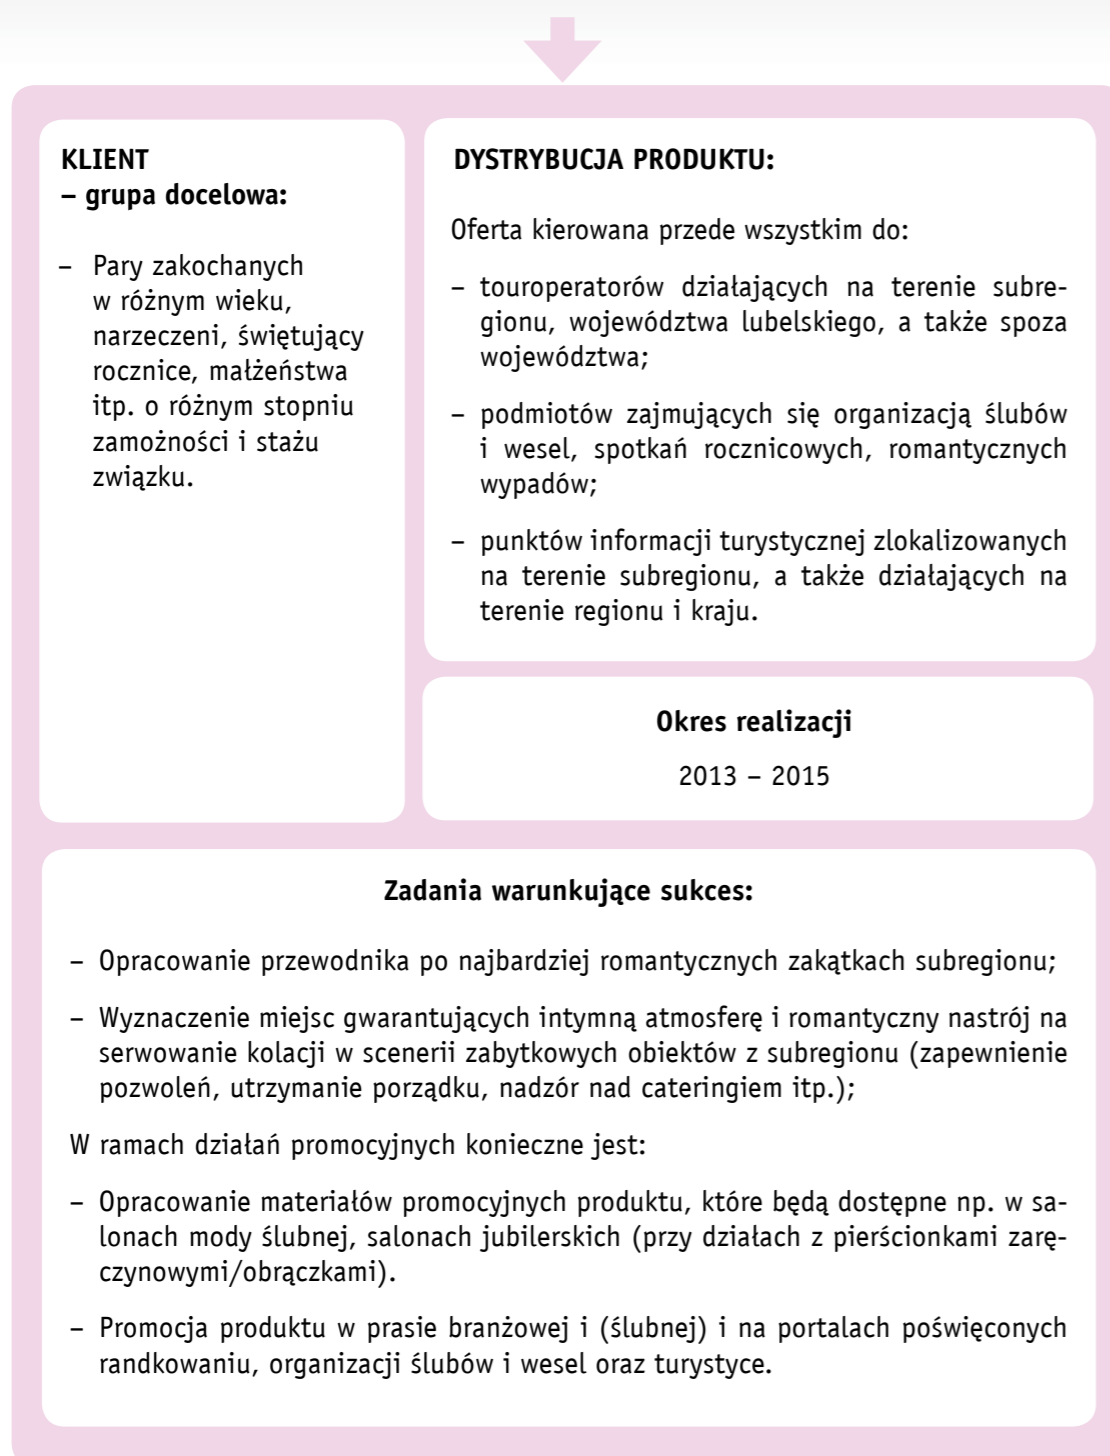 KLIENT
– grupa docelowa:
– Pary zakochanych
w różnym wieku,
narzeczeni, świętujący
rocznice, małżeństwa
itp. o różnym stopniu
zamożności i stażu
związku.
DYSTRYBUCJA PRODUKTU:
Oferta kierowana przede wszystkim do:
– touroperatorów działających na terenie subre-
gionu, województwa lubelskiego, a także spoza
województwa;
– podmiotów zajmujących się organizacją ślubów
i wesel, spotkań rocznicowych, romantycznych
wypadów;
– punktów informacji turystycznej zlokalizowanych
na terenie subregionu, a także działających na
terenie regionu i kraju.
Okres realizacji
2013 – 2015
Zadania warunkujące sukces:
– Opracowanie przewodnika po najbardziej romantycznych zakątkach subregionu;
– Wyznaczenie miejsc gwarantujących intymną atmosferę i romantyczny nastrój na
serwowanie kolacji w scenerii zabytkowych obiektów z subregionu (zapewnienie
pozwoleń, utrzymanie porządku, nadzór nad cateringiem itp.);
W ramach działań promocyjnych konieczne jest:
– Opracowanie materiałów promocyjnych produktu, które będą dostępne np. w sa-
lonach mody ślubnej, salonach jubilerskich (przy działach z pierścionkami zarę-
czynowymi/obrączkami).
– Promocja produktu w prasie branżowej i (ślubnej) i na portalach poświęconych
randkowaniu, organizacji ślubów i wesel oraz turystyce.